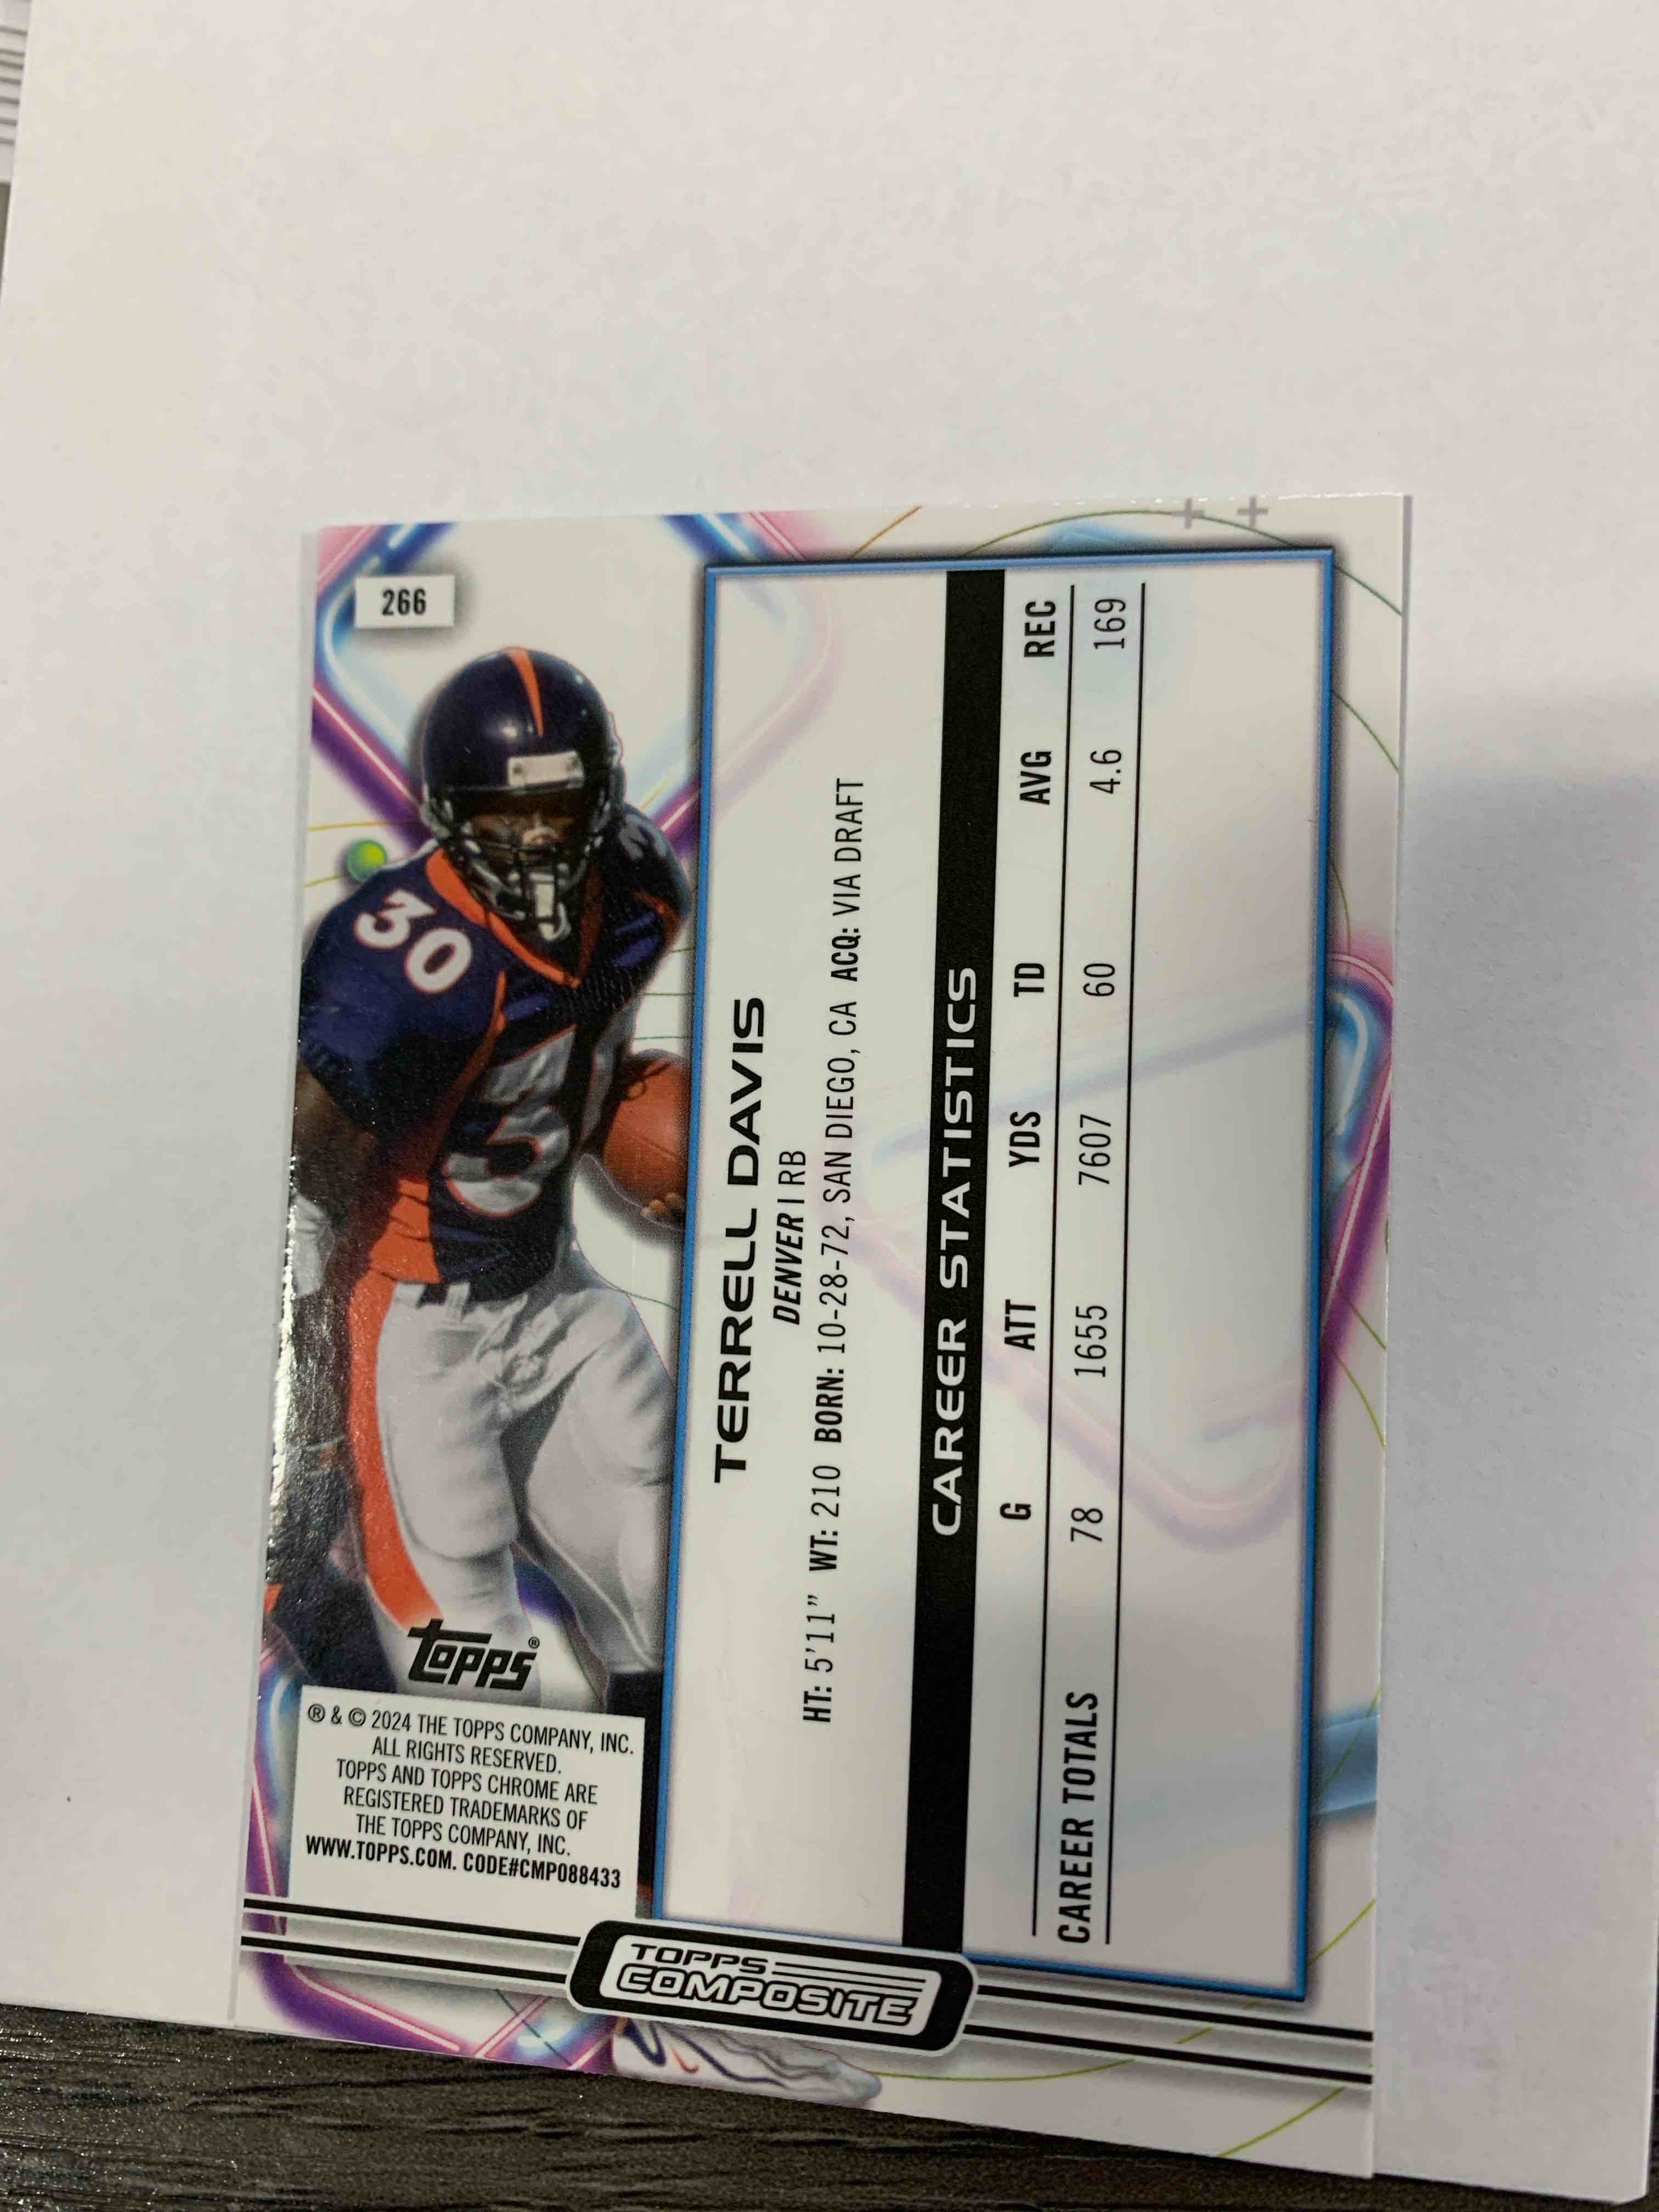 266
30
30
TOPPS®
® & © 2024 THE TOPPS COMPANY, INC.
ALL RIGHTS RESERVED.
TOPPS AND TOPPS CHROME ARE
REGISTERED TRADEMARKS OF
THE TOPPS COMPANY, INC.
WWW.TOPPS.COM. CODE#CMP088433
TERRELL DAVIS
DENVER | RB
HT: 5'11" WT: 210 BORN: 10-28-72, SAN DIEGO, CA ACQ: VIA DRAFT
CAREER STATISTICS
G ATT YDS TD AVG REC
CAREER TOTALS 78 1655 7607 60 4.6 169
TOPPS
COMPOSITE